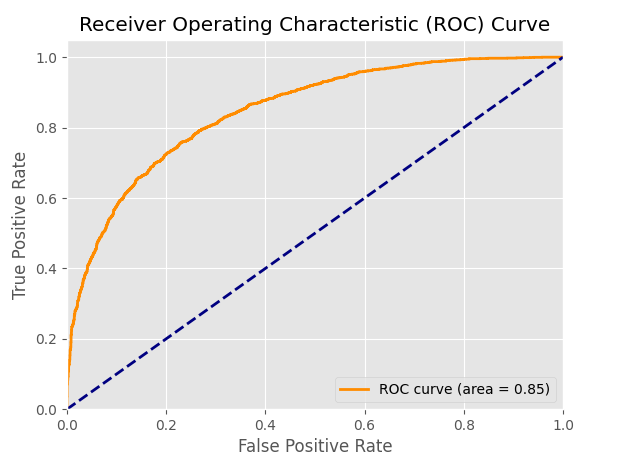 Receiver Operating Characteristic (ROC) Curve
1.0
0.8
0.6
0.4
0.2
0.0
True Positive Rate
ROC curve (area = 0.85)
0.0 0.2 0.4 0.6 0.8 1.0
False Positive Rate